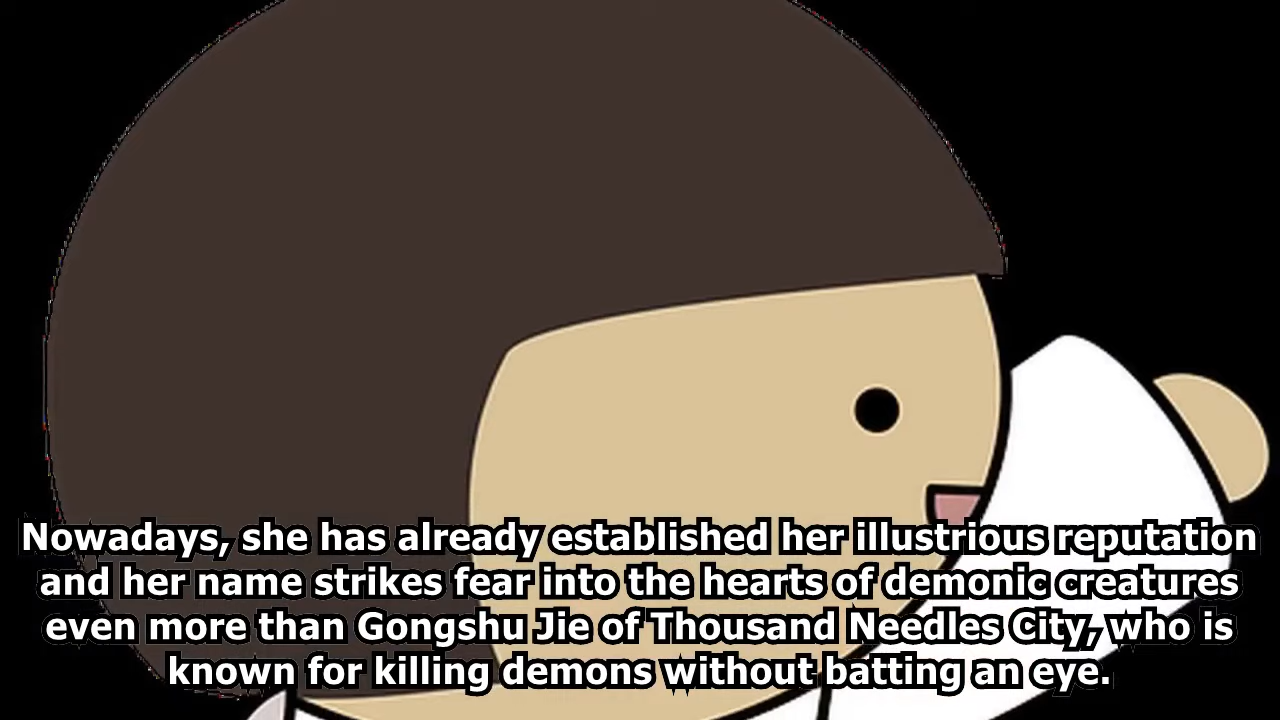 Nowadays, she has already established her illustrious reputation
and her name strikes fear into the hearts of demonic creatures
even more than Gongshu Jie of Thousand Needles City, who is
known for killing demons without batting an eye.